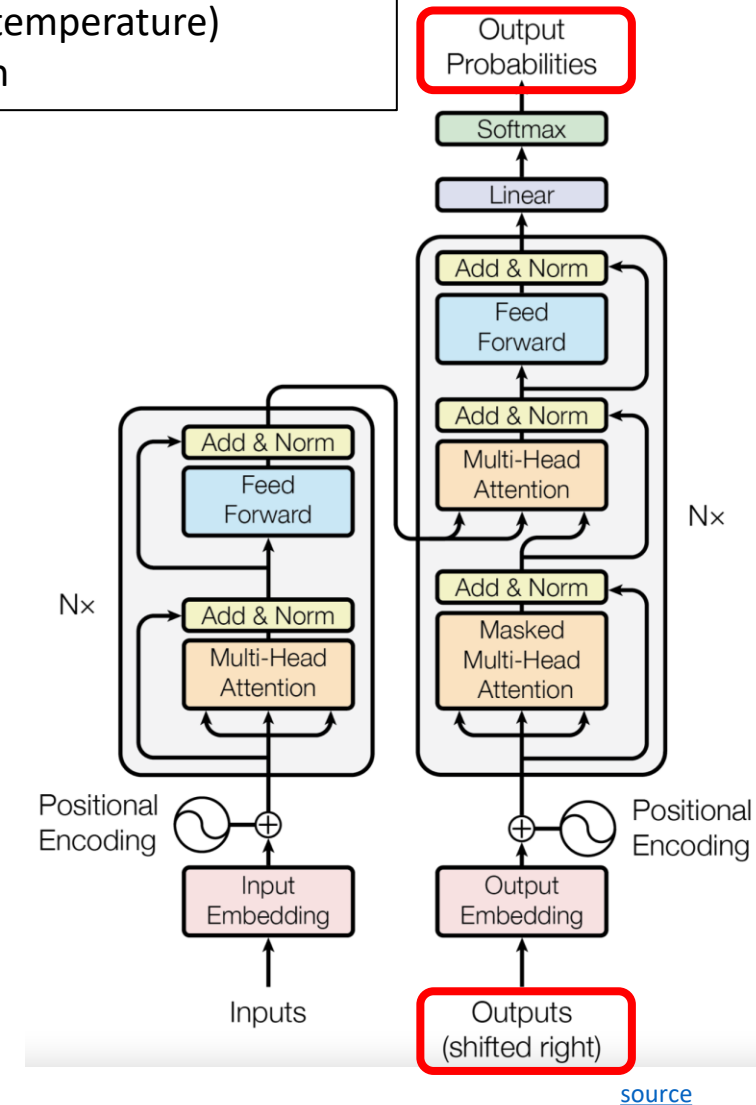 temperature)
Output
Probabilities
Softmax
Linear
Add & Norm
Feed
Forward
Add & Norm
Multi-Head
Attention
Nx
Add & Norm
Masked
Multi-Head
Attention
Add & Norm
Feed
Forward
Nx
Add & Norm
Multi-Head
Attention
Positional
Encoding
Positional
Encoding
Input
Embedding
Output
Embedding
Inputs
Outputs
(shifted right)
source